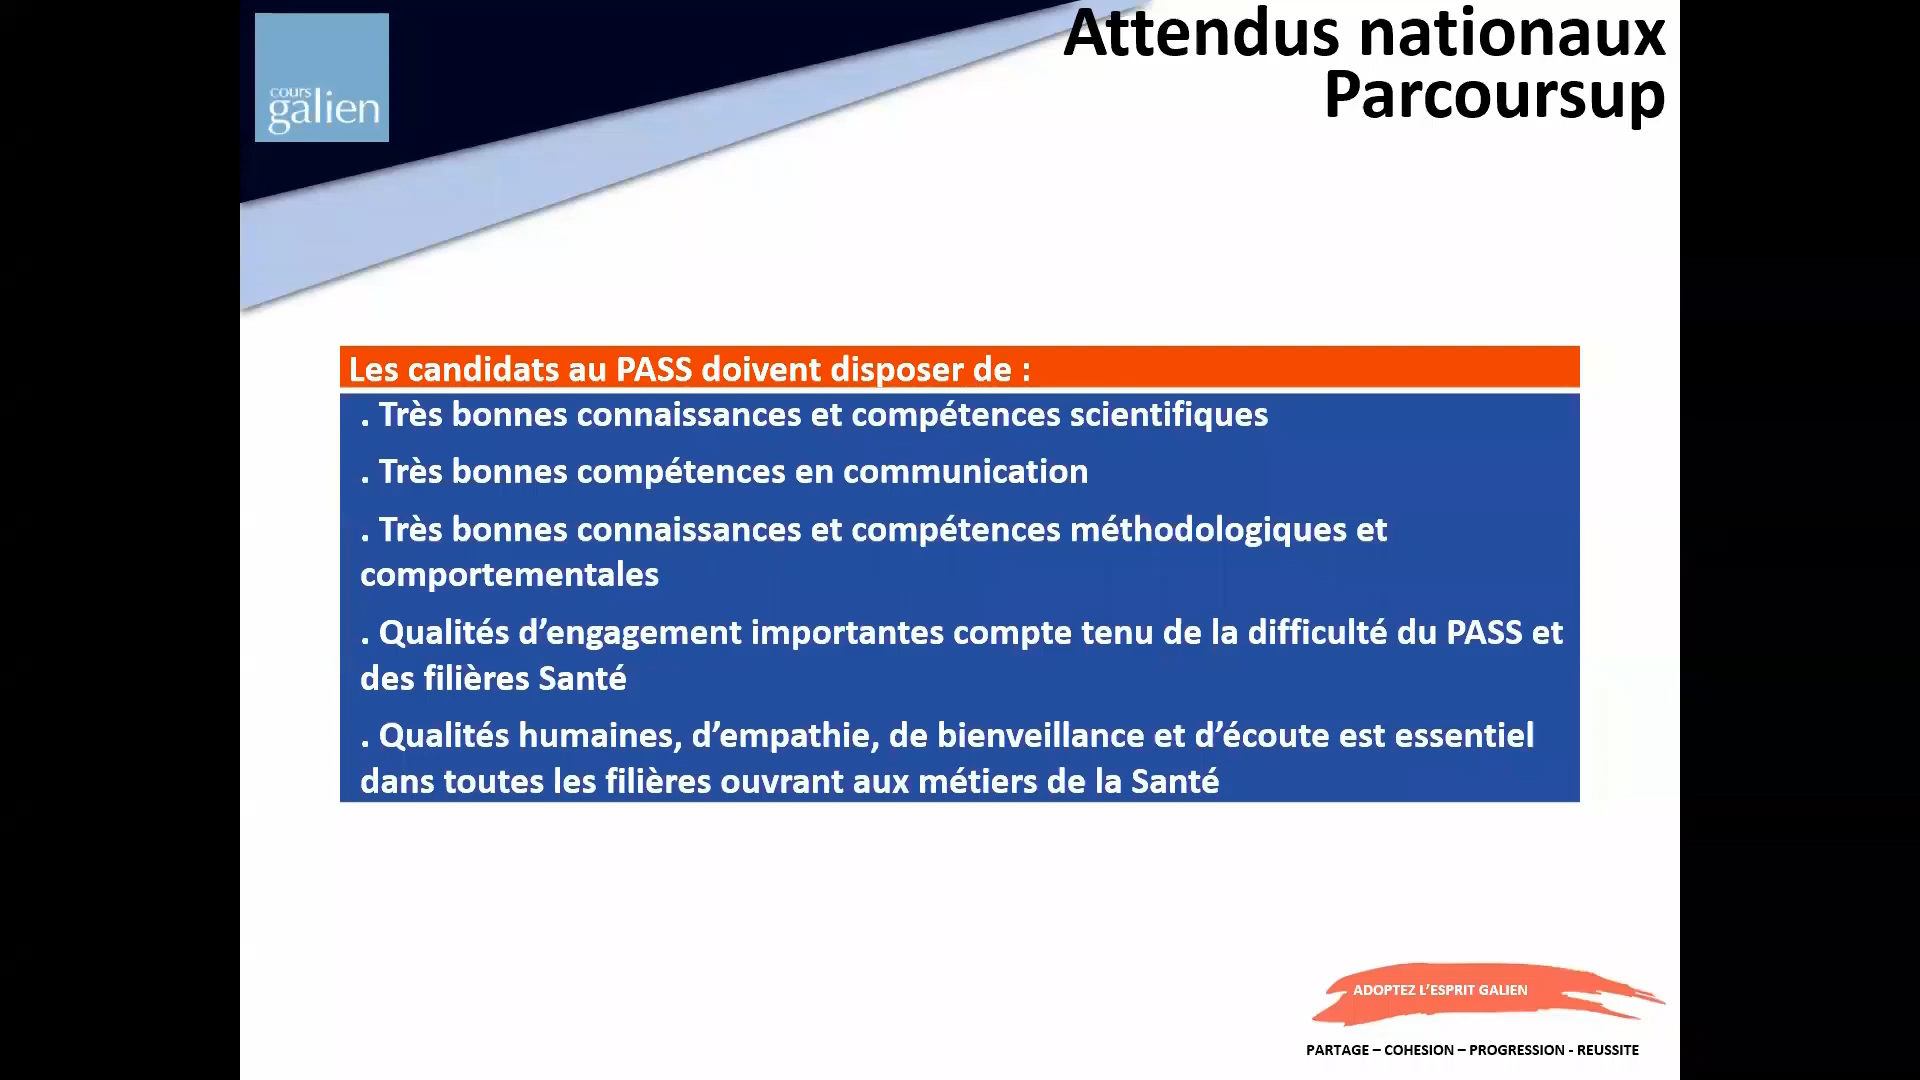 cours
galien
Attendus nationaux
Parcoursup
Les candidats au PASS doivent disposer de :
. Très bonnes connaissances et compétences scientifiques
. Très bonnes compétences en communication
. Très bonnes connaissances et compétences méthodologiques et
comportementales
. Qualités d’engagement importantes compte tenu de la difficulté du PASS et
des filières Santé
. Qualités humaines, d’empathie, de bienveillance et d’écoute est essentiel
dans toutes les filières ouvrant aux métiers de la Santé
ADOPTEZ L’ESPRIT GALIEN
PARTAGE – COHESION – PROGRESSION - REUSSITE